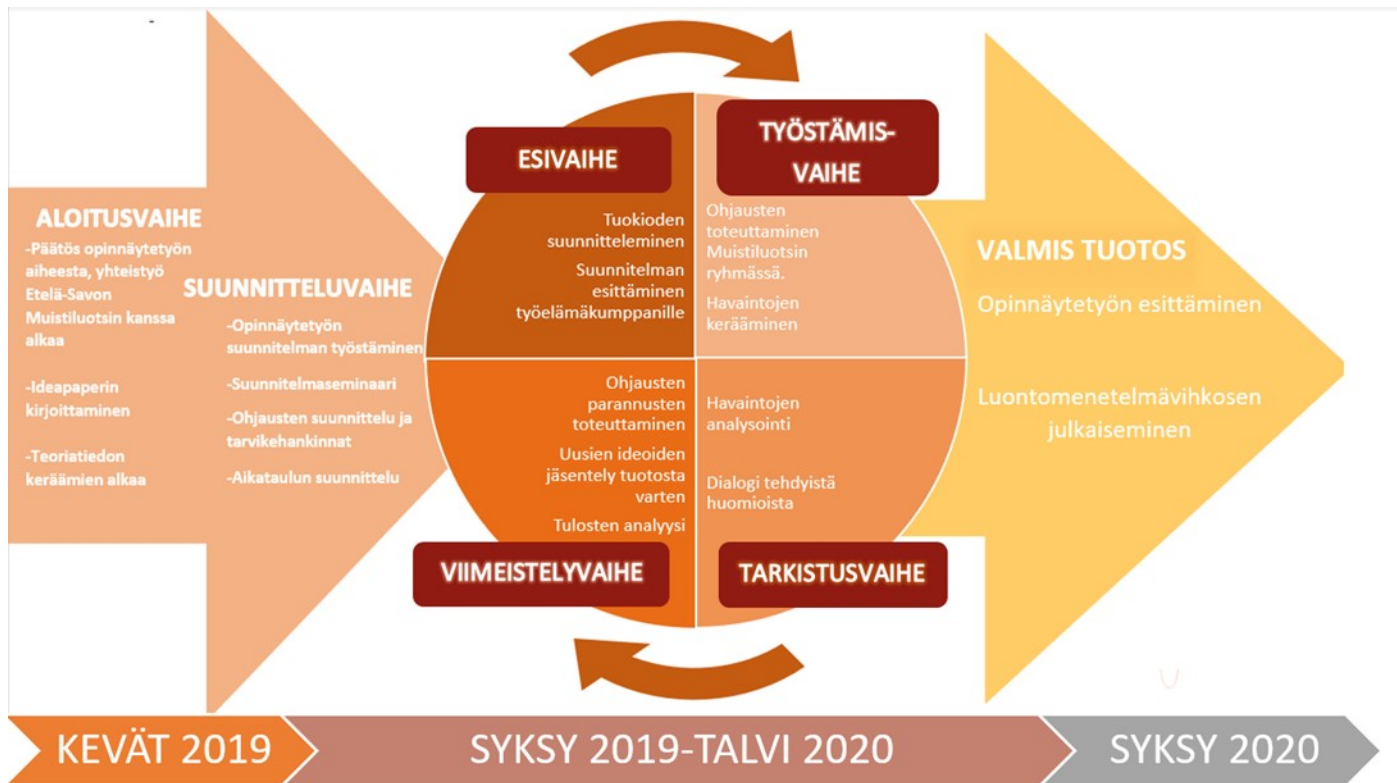 ALOITUSVAIHE
-Päätös opinnäytetyön
aiheesta, yhteistyö
Etelä-Savon
Muistiluotsin kanssa
alkaa
-Ideapaperin
kirjoittaminen
-Teoriatiedon
keräämien alkaa
SUUNNITTELUVAIHE
-Opinnäytetyön
suunnitelman työstäminen
-Suunnitelmaseminaari
-Ohjausten suunnittelu ja
tarvikehankinnat
-Aikataulun suunnittelu
ESIVAIHE
Tuokioden
suunnitteleminen
Suunnitelman
esittäminen
työelämäkumppanille
TYÖSTÄMIS-
VAIHE
Ohjausten
toteuttaminen
Muistiluotsin
ryhmässä.
Havaintojen
kerääminen
Ohjausten
parannusten
toteuttaminen
Uusien ideoiden
jäsentely tuotosta
varten
Tulosten analyysi
VIIMEISTELYVAIHE
Havaintojen
analysointi
Dialogi tehdyistä
huomioista
TARKISTUSVAIHE
VALMIS TUOTOS
Opinnäytetyön esittäminen
Luontomenetelmävihkosen
julkaiseminen
KEVÄT 2019
SYKSY 2019-TALVI 2020
SYKSY 2020